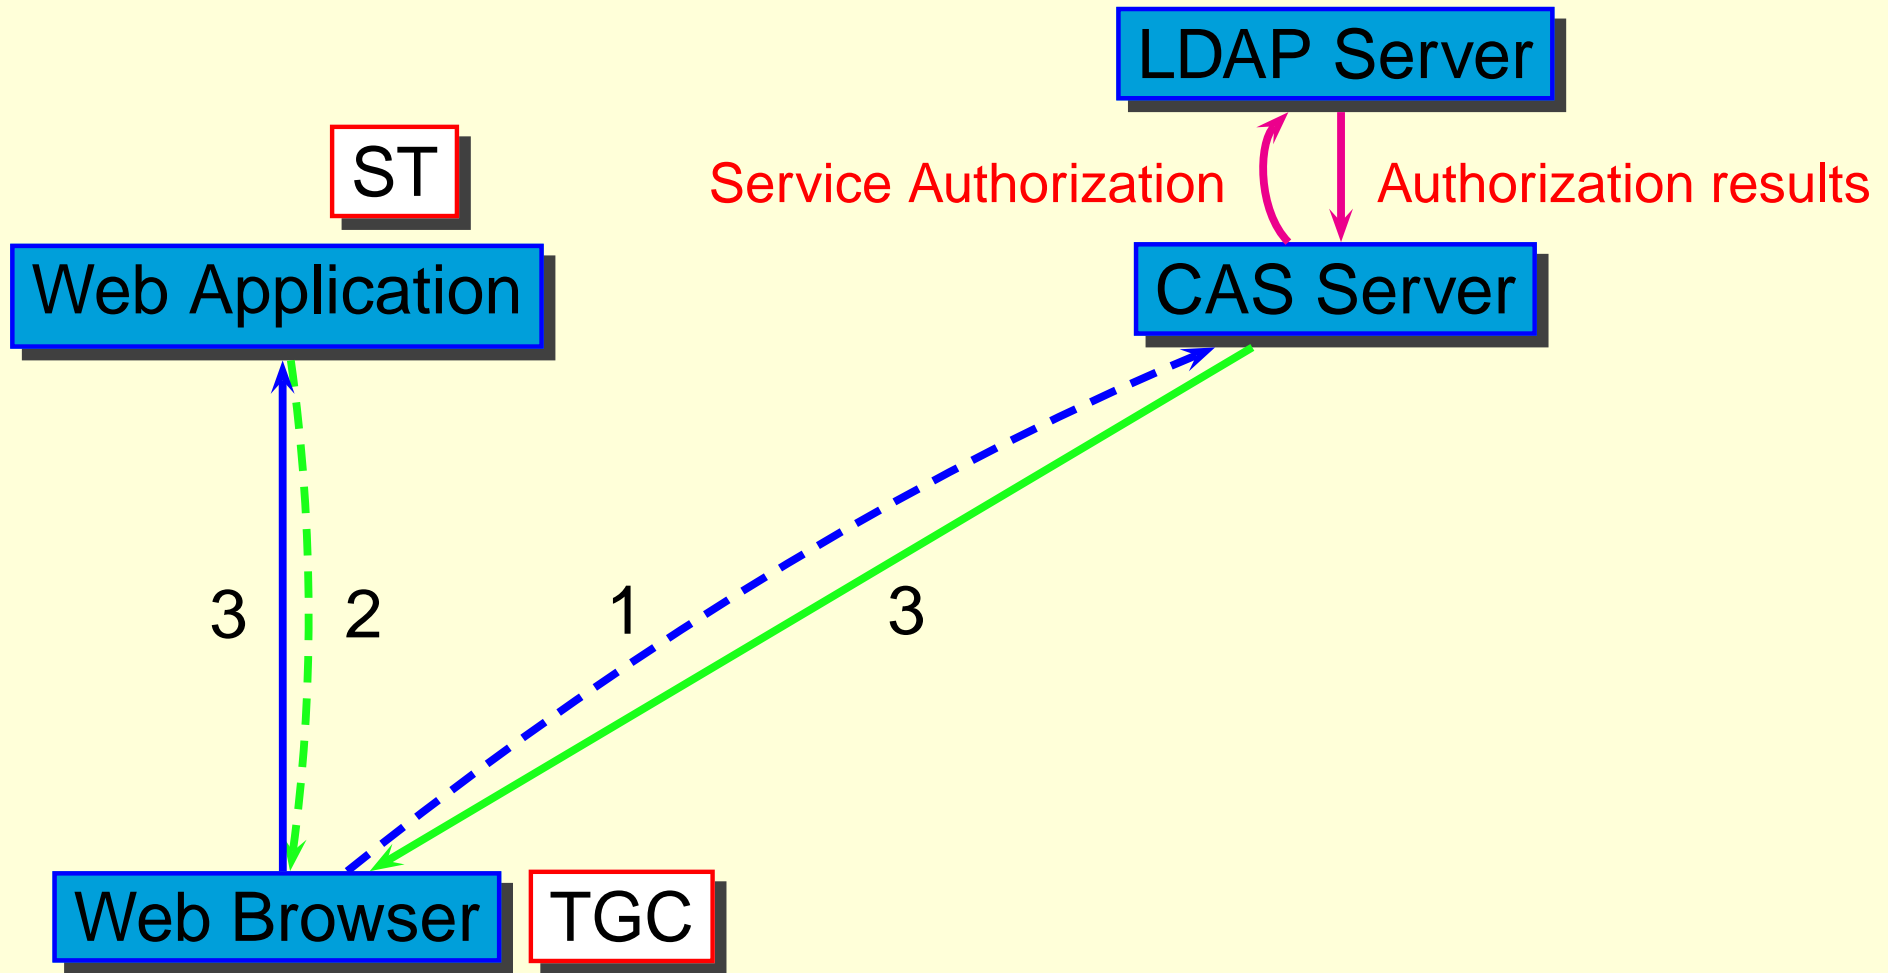 LDAP Server
ST
Service Authorization
Authorization results
Web Application
CAS Server
3
2
1
3
Web Browser
TGC